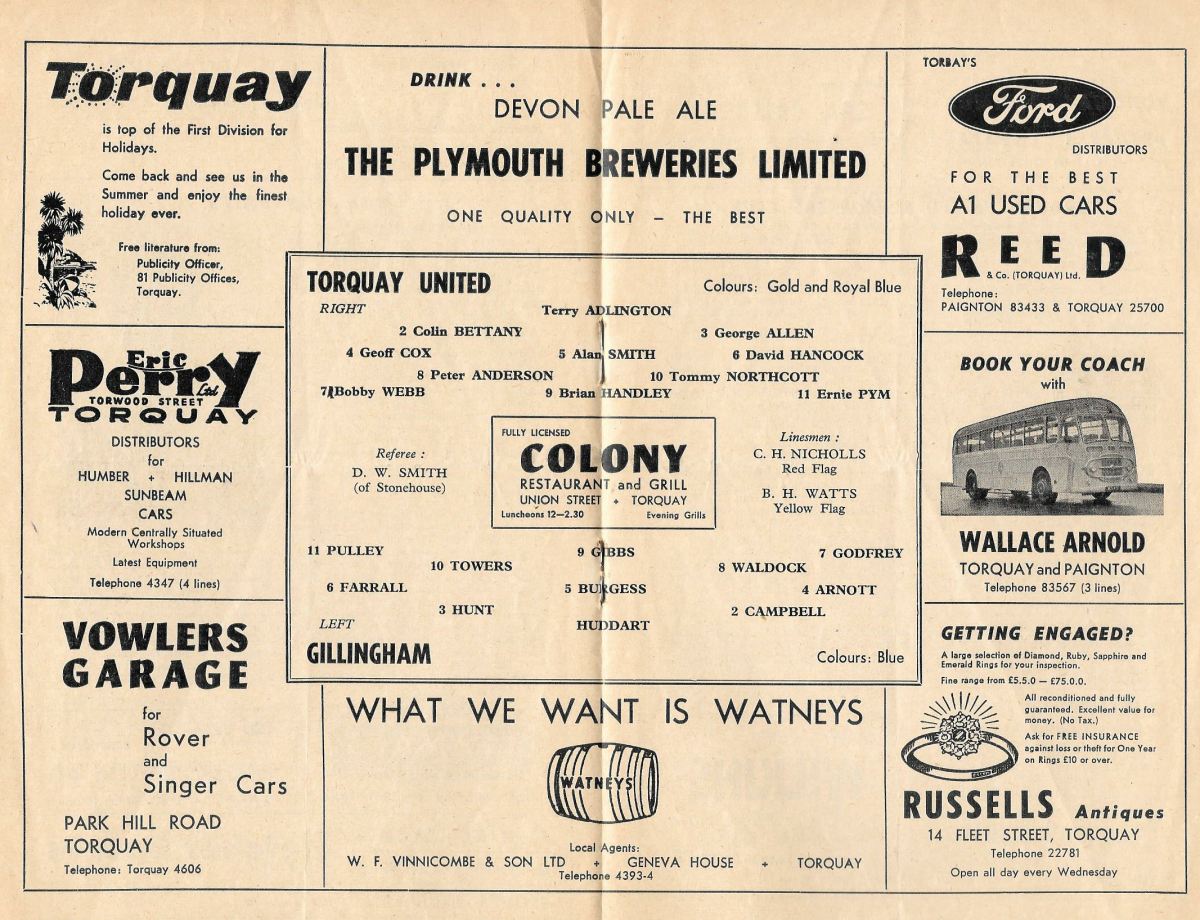 Torquay
is top of the First Division for
Holidays.
Come back and see us in the
Summer and enjoy the finest
holiday ever.
Free literature from:
Publicity Officer,
81 Publicity Offices,
Torquay.
DRINK . . .
DEVON PALE ALE
THE PLYMOUTH BREWERIES LIMITED
ONE QUALITY ONLY – THE BEST
TORBAY'S
Ford
DISTRIBUTORS
FOR THE BEST
A1 USED CARS
REED
& Co. (TORQUAY) Ltd.
Telephone:
PAIGNTON 83433 & TORQUAY 25700
Eric
Perry Ltd
TORWOOD STREET
TORQUAY
DISTRIBUTORS
for
HUMBER + HILLMAN
SUNBEAM
CARS
Modern Centrally Situated
Workshops
Latest Equipment
Telephone 4347 (4 lines)
TORQUAY UNITED Colours: Gold and Royal Blue
RIGHT Terry ADLINGTON
2 Colin BETTANY 3 George ALLEN
4 Geoff COX 5 Alan SMITH 6 David HANCOCK
8 Peter ANDERSON 10 Tommy NORTHCOTT
7 Bobby WEBB 9 Brian HANDLEY 11 Ernie PYM
Referee :
D. W. SMITH
(of Stonehouse)
FULLY LICENSED
COLONY
RESTAURANT and GRILL
UNION STREET + TORQUAY
Luncheons 12—2.30 Evening Grills
Linesmen :
C. H. NICHOLLS
Red Flag
B. H. WATTS
Yellow Flag
11 PULLEY 9 GIBBS 7 GODFREY
10 TOWERS 8 WALDOCK
6 FARRALL 5 BURGESS 4 ARNOTT
3 HUNT 2 CAMPBELL
LEFT HUDDART
GILLINGHAM Colours: Blue
BOOK YOUR COACH
with
WALLACE ARNOLD
TORQUAY and PAIGNTON
Telephone 83567 (3 lines)
VOWLERS
GARAGE
for
Rover
and
Singer Cars
PARK HILL ROAD
TORQUAY
Telephone: Torquay 4606
WHAT WE WANT IS WATNEYS
WATNEYS
Local Agents:
W. F. VINNICOMBE & SON LTD + GENEVA HOUSE + TORQUAY
Telephone 4393-4
GETTING ENGAGED?
A large selection of Diamond, Ruby, Sapphire and
Emerald Rings for your inspection.
Fine range from £5.5.0 — £75.0.0.
All reconditioned and fully
guaranteed. Excellent value for
money. (No Tax.)
Ask for FREE INSURANCE
against loss or theft for One Year
on Rings £10 or over.
RUSSELLS Antiques
14 FLEET STREET, TORQUAY
Telephone 22781
Open all day every Wednesday